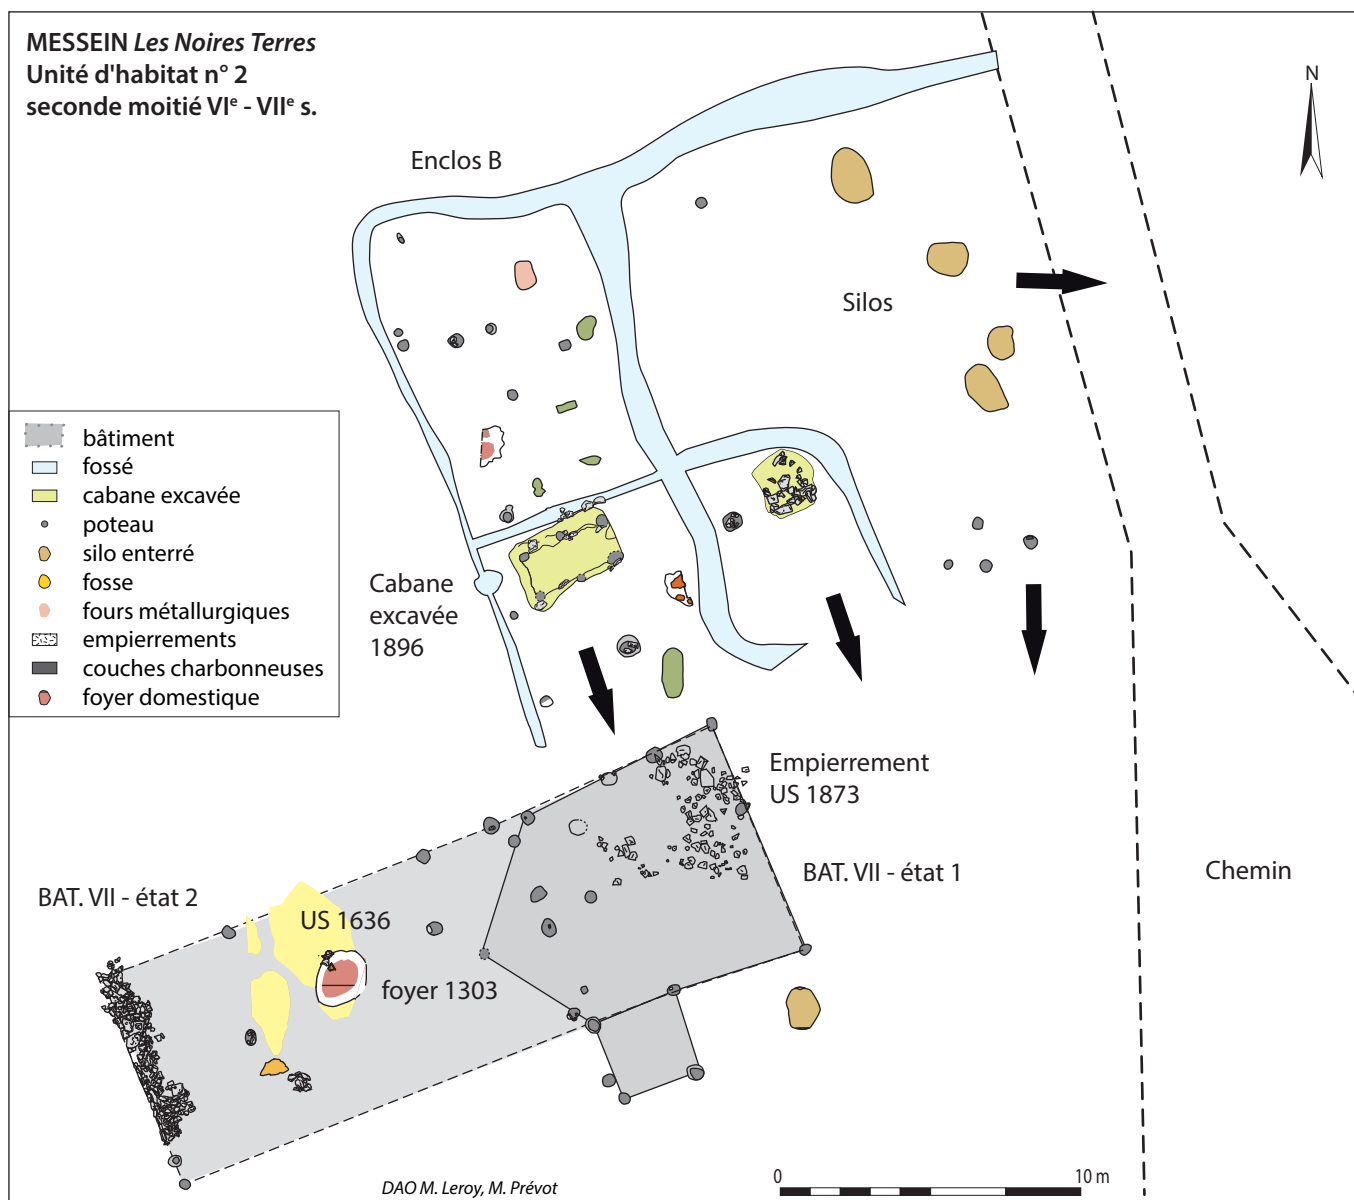 MESSEIN Les Noires Terres
Unité d'habitat n° 2
seconde moitié VIe - VIIe s.
N
Enclos B
Silos
bâtiment
fossé
cabane excavée
poteau
silo enterré
fosse
fours métallurgiques
empierrements
couches charbonneuses
foyer domestique
Cabane
excavée
1896
Empierrement
US 1873
BAT. VII - état 1
Chemin
BAT. VII - état 2
US 1636
foyer 1303
DAO M. Leroy, M. Prévot
0 10 m